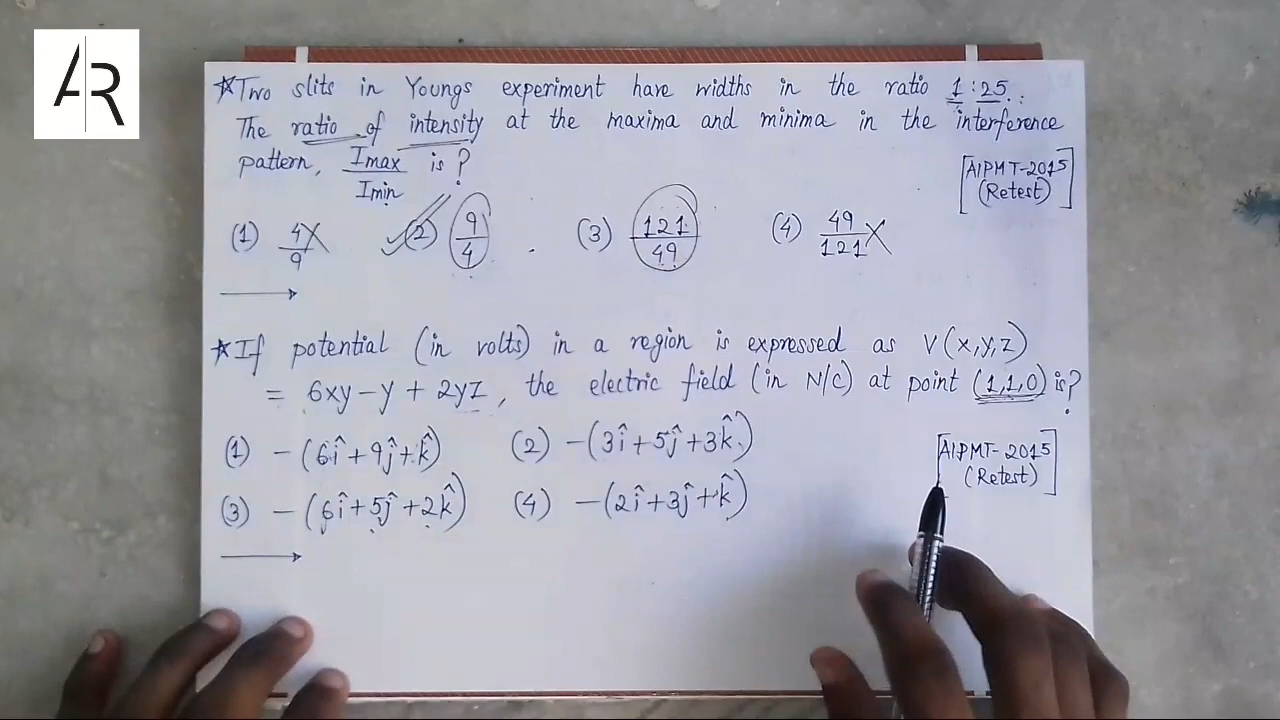 AR
*Two slits in Youngs experiment have widths in the ratio 1:25.
The ratio of intensity at the maxima and minima in the interference
pattern, Imax/Imin is?
[AIPMT-2015 (Retest)]
(1) 4/9 (2) 9/4 (3) 121/49 (4) 49/121
*If potential (in volts) in a region is expressed as V(x,y,z)
= 6xy-y+2yz, the electric field (in N/C) at point (1,1,0) is?
(1) -(6î+9ĵ+k̂) (2) -(3î+5ĵ+3k̂)
[AIPMT-2015 (Retest)]
(3) -(6î+5ĵ+2k̂) (4) -(2î+3ĵ+k̂)